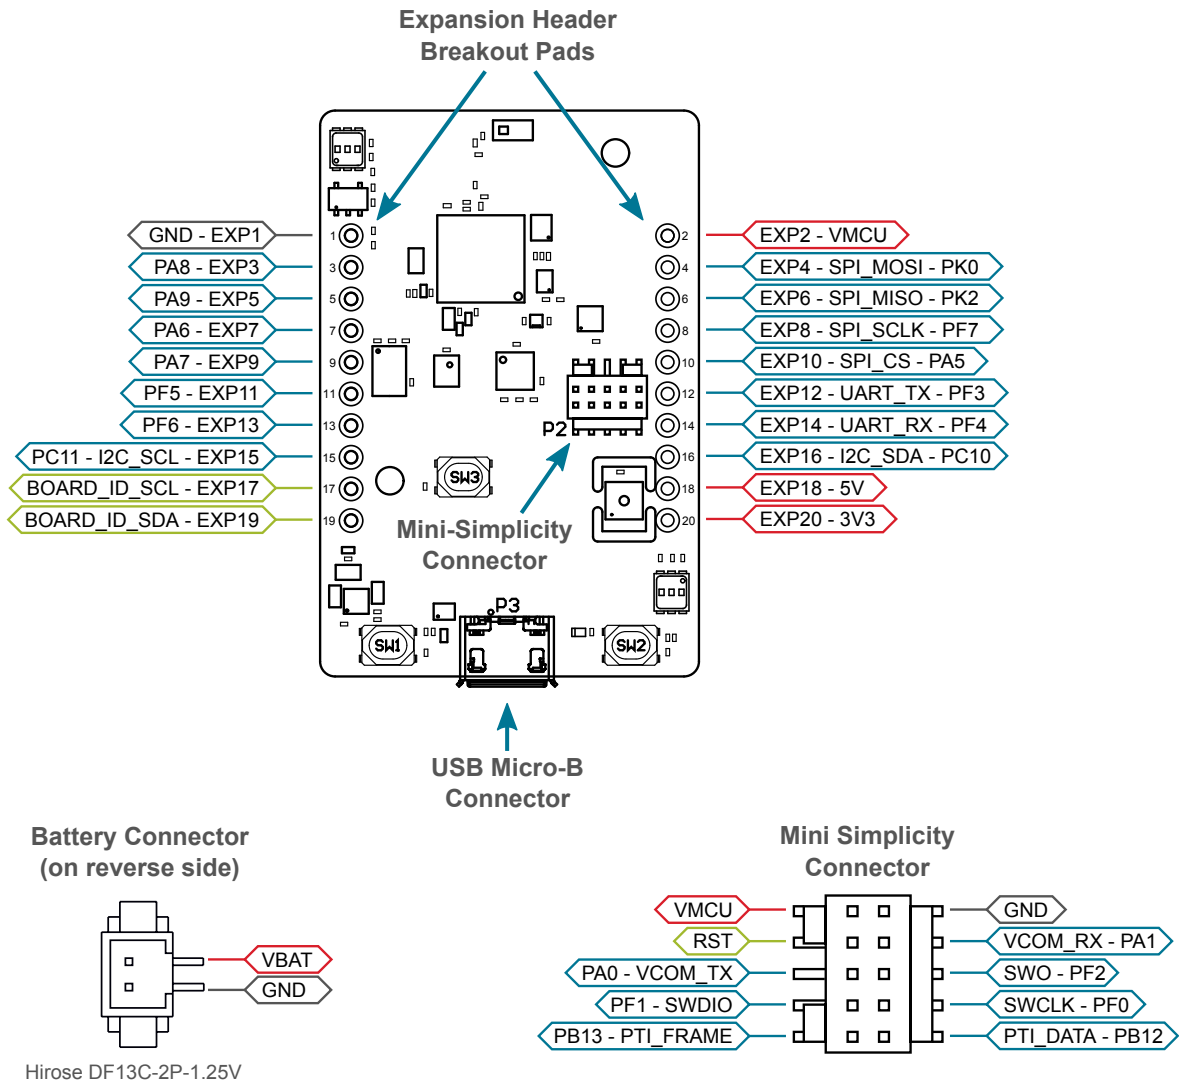 Expansion Header
Breakout Pads
GND - EXP1
1
2
EXP2 - VMCU
PA8 - EXP3
3
4
EXP4 - SPI_MOSI - PK0
PA9 - EXP5
5
6
EXP6 - SPI_MISO - PK2
PA6 - EXP7
7
8
EXP8 - SPI_SCLK - PF7
PA7 - EXP9
9
10
EXP10 - SPI_CS - PA5
PF5 - EXP11
11
12
EXP12 - UART_TX - PF3
PF6 - EXP13
13
P2
14
EXP14 - UART_RX - PF4
PC11 - I2C_SCL - EXP15
15
16
EXP16 - I2C_SDA - PC10
BOARD_ID_SCL - EXP17
17
SW3
18
EXP18 - 5V
BOARD_ID_SDA - EXP19
19
20
EXP20 - 3V3
Mini-Simplicity
Connector
P3
SW1
SW2
USB Micro-B
Connector
Battery Connector
(on reverse side)
VBAT
GND
Hirose DF13C-2P-1.25V
Mini Simplicity
Connector
VMCU
GND
RST
VCOM_RX - PA1
PA0 - VCOM_TX
SWO - PF2
PF1 - SWDIO
SWCLK - PF0
PB13 - PTI_FRAME
PTI_DATA - PB12